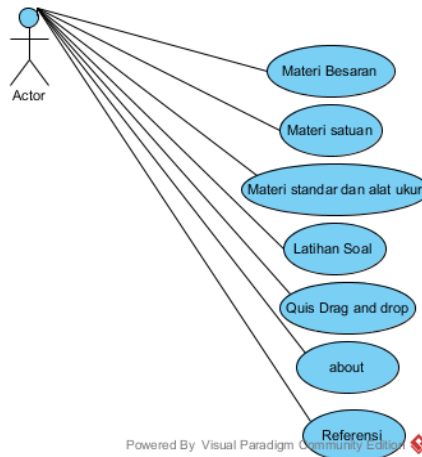 Actor
Materi Besaran
Materi satuan
Materi standar dan alat ukur
Latihan Soal
Quis Drag and drop
about
Referensi
Powered By Visual Paradigm Community Edition